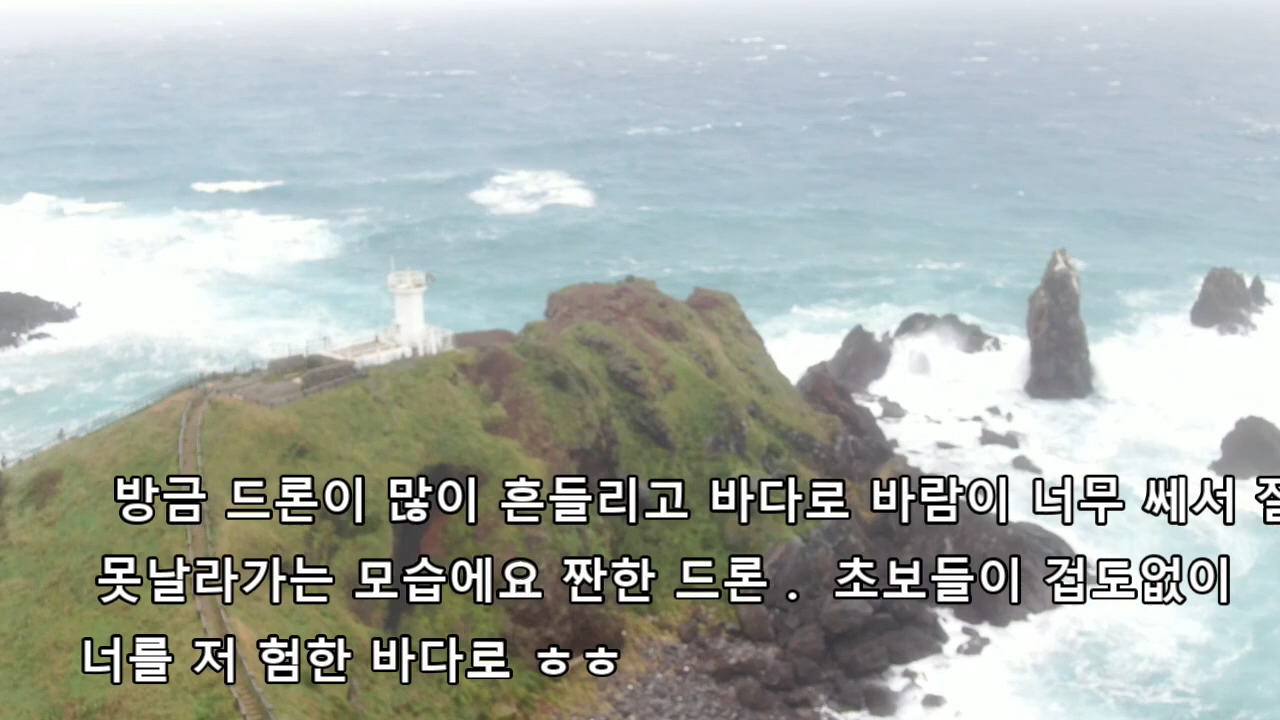 방금 드론이 많이 흔들리고 바다로 바람이 너무 쎄서
못날라가는 모습에요 짠한 드론 . 초보들이 겁도없이
너를 저 험한 바다로 ㅎㅎ